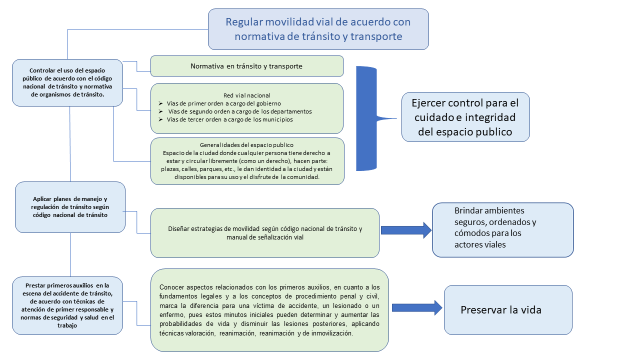 Regular movilidad vial de acuerdo con
normativa de tránsito y transporte
Controlar el uso del espacio
público de acuerdo con el código
nacional de tránsito y normativa
de organismos de tránsito.
Normativa en tránsito y transporte
Red vial nacional
➢ Vías de primer orden a cargo del gobierno
➢ Vías de segundo orden a cargo de los departamentos
➢ Vías de tercer orden a cargo de los municipios
Generalidades del espacio publico
Espacio de la ciudad donde cualquier persona tiene derecho a
estar y circular libremente (como un derecho), hacen parte:
plazas, calles, parques, etc., le dan identidad a la ciudad y están
disponibles para su uso y el disfrute de la comunidad.
Ejercer control para el
cuidado e integridad
del espacio publico
Aplicar planes de manejo y
regulación de tránsito según
código nacional de tránsito
Diseñar estrategias de movilidad según código nacional de tránsito y
manual de señalización vial
Brindar ambientes
seguros, ordenados y
cómodos para los
actores viales
Prestar primeros auxilios en la
escena del accidente de tránsito,
de acuerdo con técnicas de
atención de primer responsable y
normas de seguridad y salud en el
trabajo
Conocer aspectos relacionados con los primeros auxilios, en cuanto a los
fundamentos legales y a los conceptos de procedimiento penal y civil,
marca la diferencia para una víctima de accidente, un lesionado o un
enfermo, pues estos minutos iniciales pueden determinar y aumentar las
probabilidades de vida y disminuir las lesiones posteriores, aplicando
técnicas valoración, reanimación, reanimación y de inmovilización.
Preservar la vida